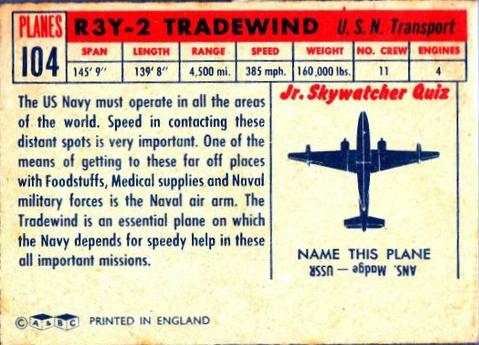 PLANES
104
R3Y-2 TRADEWIND U. S. N. Transport
SPAN LENGTH RANGE SPEED WEIGHT NO. CREW ENGINES
145' 9" 139' 8" 4,500 mi. 385 mph. 160,000 lbs. 11 4
The US Navy must operate in all the areas
of the world. Speed in contacting these
distant spots is very important. One of the
means of getting to these far off places
with Foodstuffs, Medical supplies and Naval
military forces is the Naval air arm. The
Tradewind is an essential plane on which
the Navy depends for speedy help in these
all important missions.
Jr. Skywatcher Quiz
NAME THIS PLANE
ANS. Madge — USSR
© A&BC PRINTED IN ENGLAND